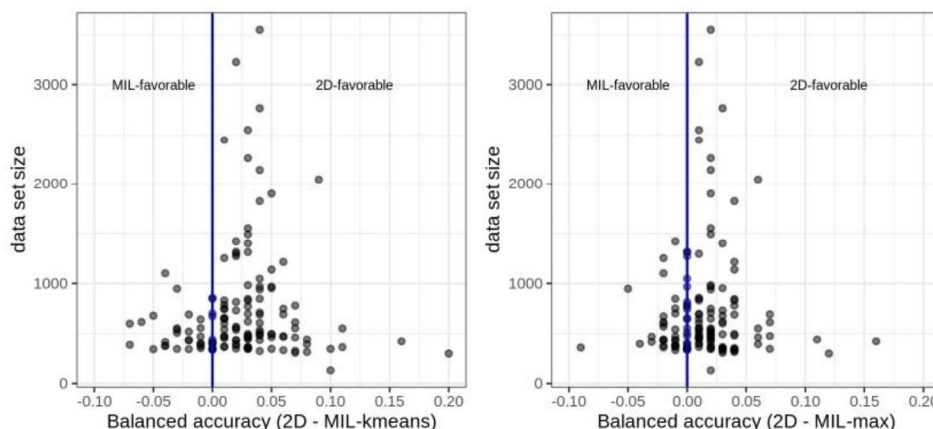 3000
2000
1000
0
data set size
MIL-favorable
2D-favorable
-0.10 -0.05 0.00 0.05 0.10 0.15 0.20
Balanced accuracy (2D - MIL-kmeans)
3000
2000
1000
0
data set size
MIL-favorable
2D-favorable
-0.10 -0.05 0.00 0.05 0.10 0.15 0.20
Balanced accuracy (2D - MIL-max)